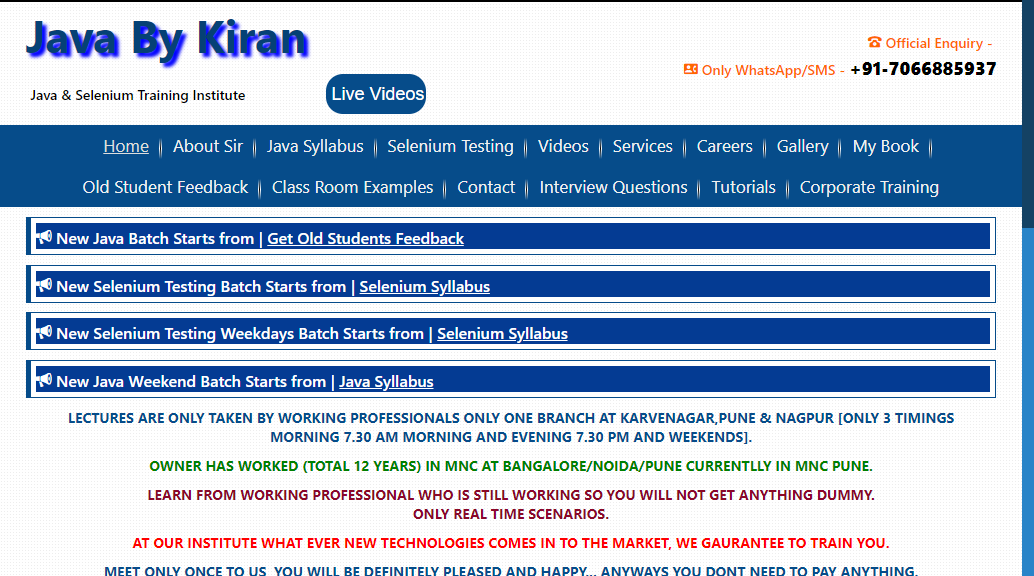 Java By Kiran
Official Enquiry -
Only WhatsApp/SMS - +91-7066885937
Java & Selenium Training Institute
Live Videos
Home | About Sir | Java Syllabus | Selenium Testing | Videos | Services | Careers | Gallery | My Book |
Old Student Feedback | Class Room Examples | Contact | Interview Questions | Tutorials | Corporate Training
New Java Batch Starts from | Get Old Students Feedback
New Selenium Testing Batch Starts from | Selenium Syllabus
New Selenium Testing Weekdays Batch Starts from | Selenium Syllabus
New Java Weekend Batch Starts from | Java Syllabus
LECTURES ARE ONLY TAKEN BY WORKING PROFESSIONALS ONLY ONE BRANCH AT KARVENAGAR,PUNE & NAGPUR [ONLY 3 TIMINGS
MORNING 7.30 AM MORNING AND EVENING 7.30 PM AND WEEKENDS].
OWNER HAS WORKED (TOTAL 12 YEARS) IN MNC AT BANGALORE/NOIDA/PUNE CURRENTLLY IN MNC PUNE.
LEARN FROM WORKING PROFESSIONAL WHO IS STILL WORKING SO YOU WILL NOT GET ANYTHING DUMMY.
ONLY REAL TIME SCENARIOS.
AT OUR INSTITUTE WHAT EVER NEW TECHNOLOGIES COMES IN TO THE MARKET, WE GAURANTEE TO TRAIN YOU.
MEET ONLY ONCE TO US, YOU WILL BE DEFINITELY PLEASED AND HAPPY... ANYWAYS YOU DONT NEED TO PAY ANYTHING.